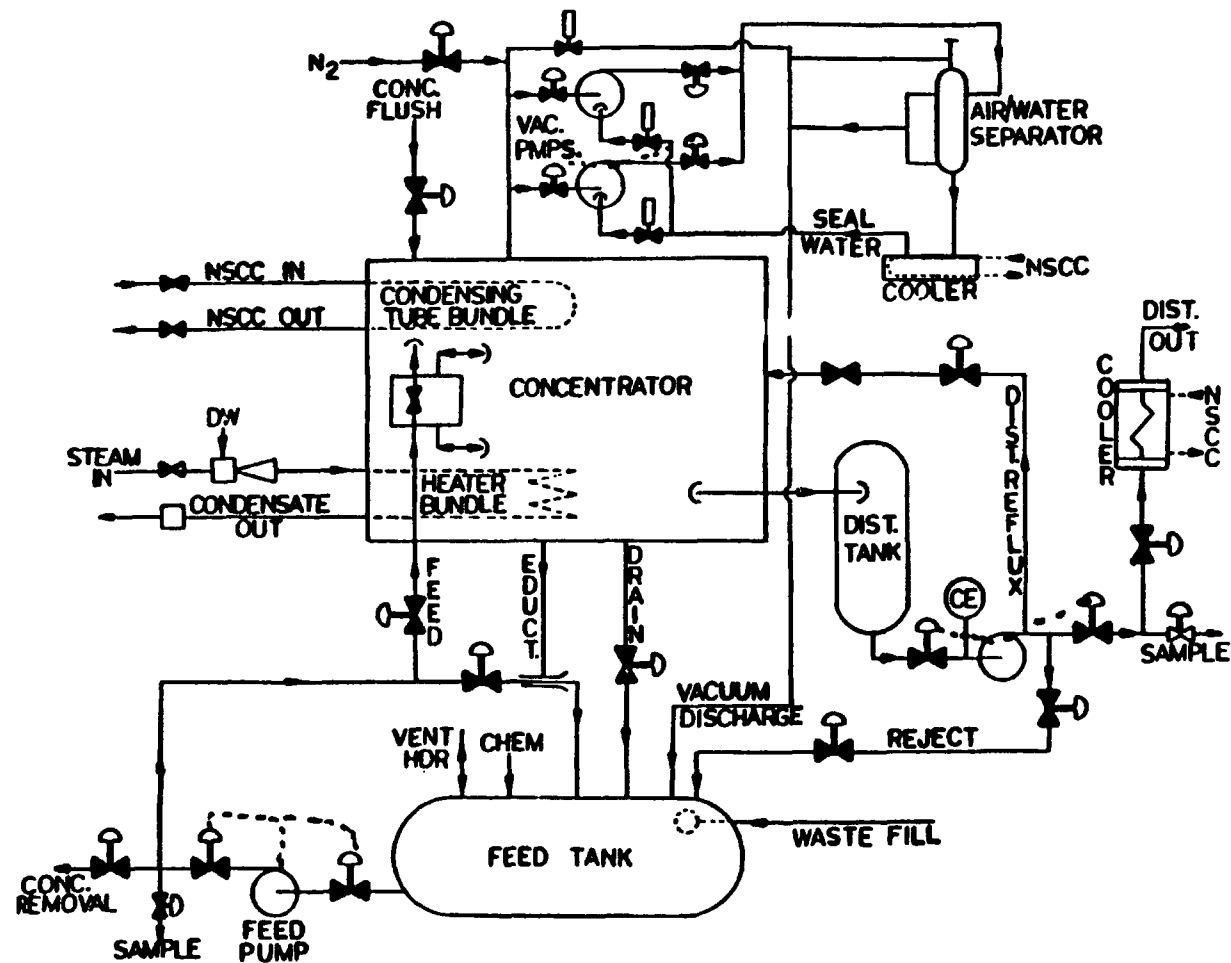 N2
CONC.
FLUSH
VAC.
PMPS.
AIR/WATER
SEPARATOR
SEAL
WATER
NSCC
COOLER
NSCC IN
NSCC OUT
CONDENSING
TUBE BUNDLE
CONCENTRATOR
DIST.
OUT
COOLER
NSCC
DIST. REFLUX
DW
STEAM
IN
CONDENSATE
OUT
HEATER
BUNDLE
DIST.
TANK
CE
FEED
EDUCT.
DRAIN
SAMPLE
VACUUM
DISCHARGE
REJECT
VENT
HDR
CHEM
WASTE FILL
FEED TANK
CONC.
REMOVAL
SAMPLE
FEED
PUMP